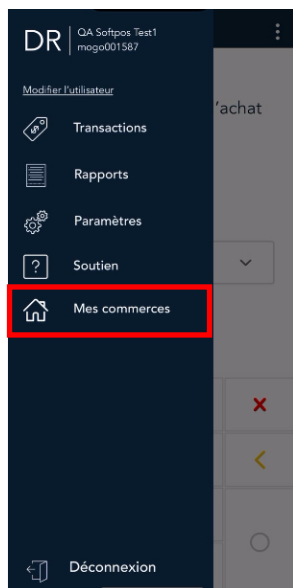 DR
QA Softpos Test1
mogo001587
Modifier l'utilisateur
'achat
Transactions
Rapports
Paramètres
? Soutien
Mes commerces
Déconnexion